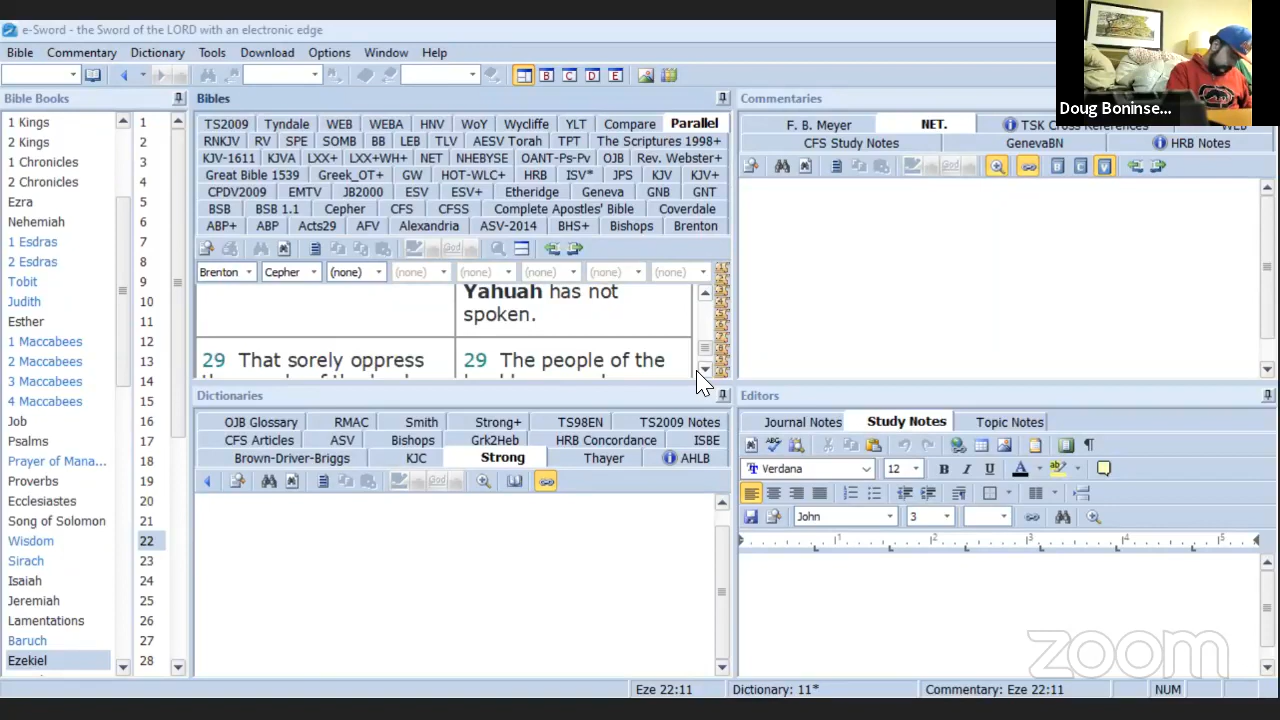 e-Sword - the Sword of the LORD with an electronic edge
Bible Commentary Dictionary Tools Download Options Window Help
B C D E
Doug Boninse...
Bible Books
1 Kings 1
2 Kings 2
1 Chronicles 3
2 Chronicles 4
Ezra 5
Nehemiah 6
1 Esdras 7
2 Esdras 8
Tobit 9
Judith 10
Esther 11
1 Maccabees 12
2 Maccabees 13
3 Maccabees 14
4 Maccabees 15
Job 16
Psalms 17
Prayer of Mana... 18
Proverbs 19
Ecclesiastes 20
Song of Solomon 21
Wisdom 22
Sirach 23
Isaiah 24
Jeremiah 25
Lamentations 26
Baruch 27
Ezekiel 28
Bibles
TS2009 Tyndale WEB WEBA HNV WoY Wycliffe YLT Compare Parallel
RNKJV RV SPE SOMB BB LEB TLV AESV Torah TPT The Scriptures 1998+
KJV-1611 KJVA LXX+ LXX+WH+ NET NHEBYSE OANT-Ps-Pv OJB Rev. Webster+
Great Bible 1539 Greek_OT+ GW HOT-WLC+ HRB ISV* JPS KJV KJV+
CPDV2009 EMTV JB2000 ESV ESV+ Etheridge Geneva GNB GNT
BSB BSB 1.1 Cepher CFS CFSS Complete Apostles' Bible Coverdale
ABP+ ABP Acts29 AFV Alexandria ASV-2014 BHS+ Bishops Brenton
God
Brenton Cepher (none) (none) (none) (none) (none) (none)
Yahuah has not
spoken.
29 That sorely oppress
29 The people of the
Dictionaries
OJB Glossary RMAC Smith Strong+ TS98EN TS2009 Notes
CFS Articles ASV Bishops Grk2Heb HRB Concordance ISBE
Brown-Driver-Briggs KJC Strong Thayer AHLB
God
Commentaries
F. B. Meyer NET. TSK Cross References WEB
CFS Study Notes GenevaBN HRB Notes
God
Editors
Journal Notes Study Notes Topic Notes
ABC
Verdana 12 B I U A ab
John 3
1 2 3 4 5
zoom
Eze 22:11 Dictionary: 11* Commentary: Eze 22:11 NUM